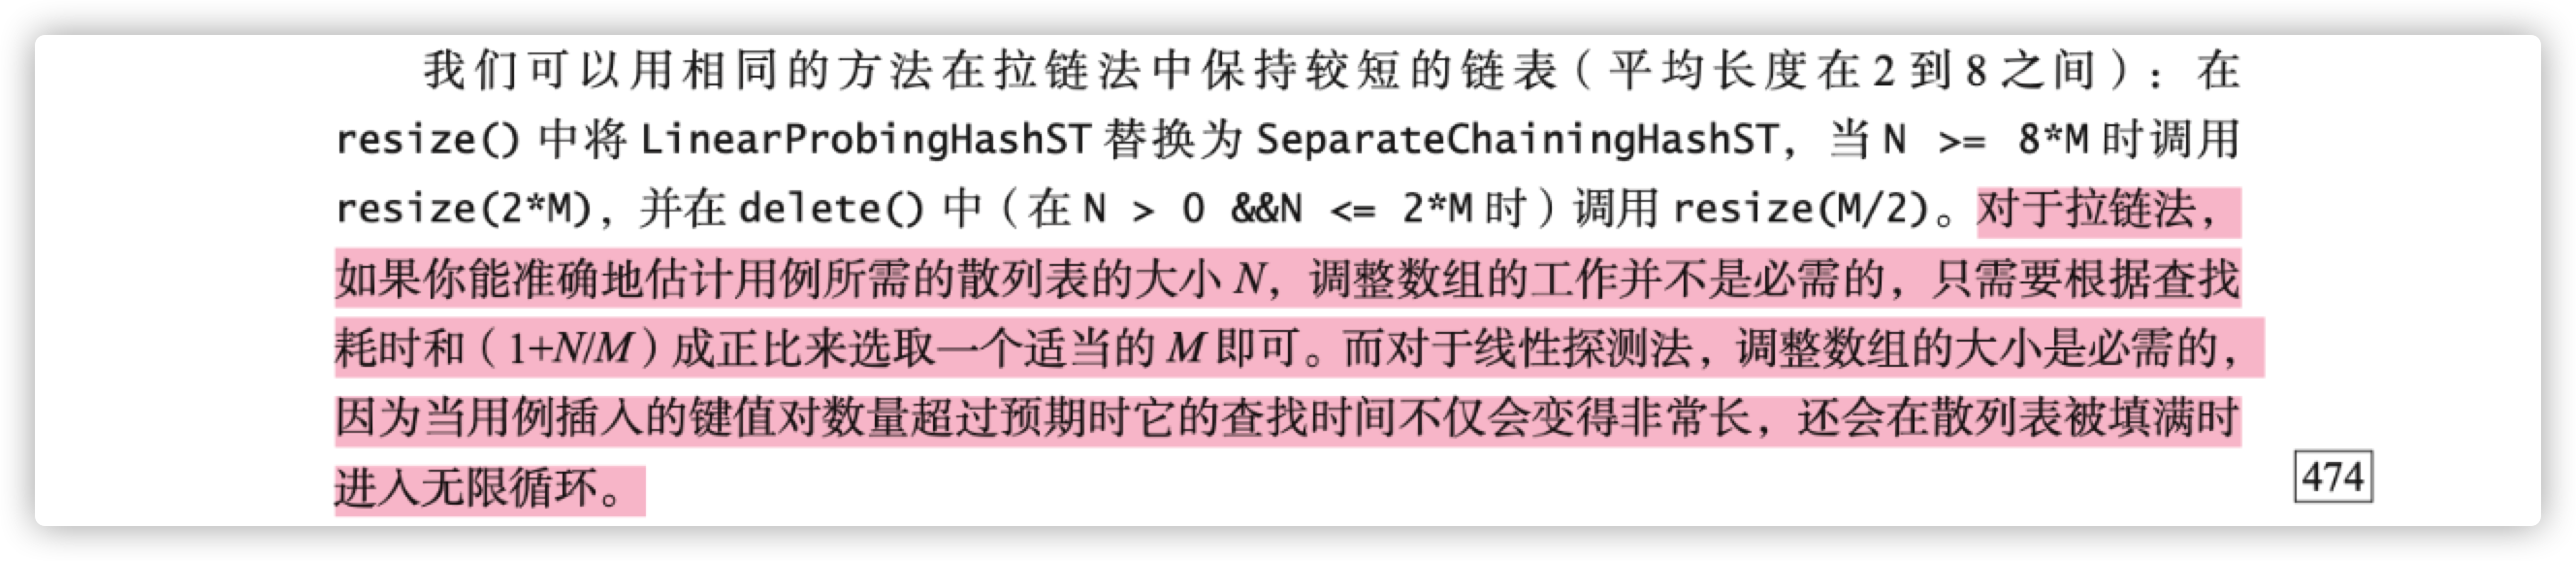 我们可以用相同的方法在拉链法中保持较短的链表（平均长度在 2 到 8 之间）：在
resize() 中将 LinearProbingHashST 替换为 SeparateChainingHashST，当 N >= 8*M 时调用
resize(2*M)，并在 delete() 中（在 N > 0 &&N <= 2*M 时）调用 resize(M/2)。对于拉链法，
如果你能准确地估计用例所需的散列表的大小 N，调整数组的工作并不是必需的，只需要根据查找
耗时和（1+N/M）成正比来选取一个适当的 M 即可。而对于线性探测法，调整数组的大小是必需的，
因为当用例插入的键值对数量超过预期时它的查找时间不仅会变得非常长，还会在散列表被填满时
进入无限循环。
474